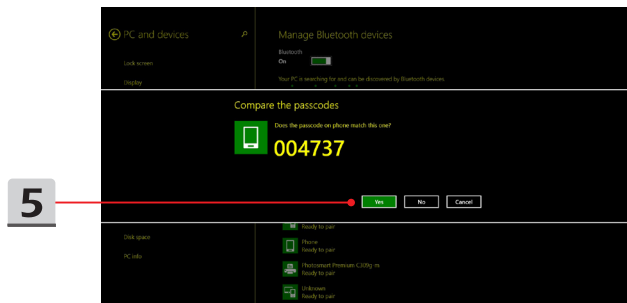 PC and devices
Lock screen
Display
Manage Bluetooth devices
Bluetooth
On
Your PC is searching for and can be discovered by Bluetooth devices.
Compare the passcodes
Does the passcode on phone match this one?
004737
5
Yes
No
Cancel
Disk space
PC info
Ready to pair
Phone
Ready to pair
Photosmart Premium C309g-m
Ready to pair
Unknown
Ready to pair